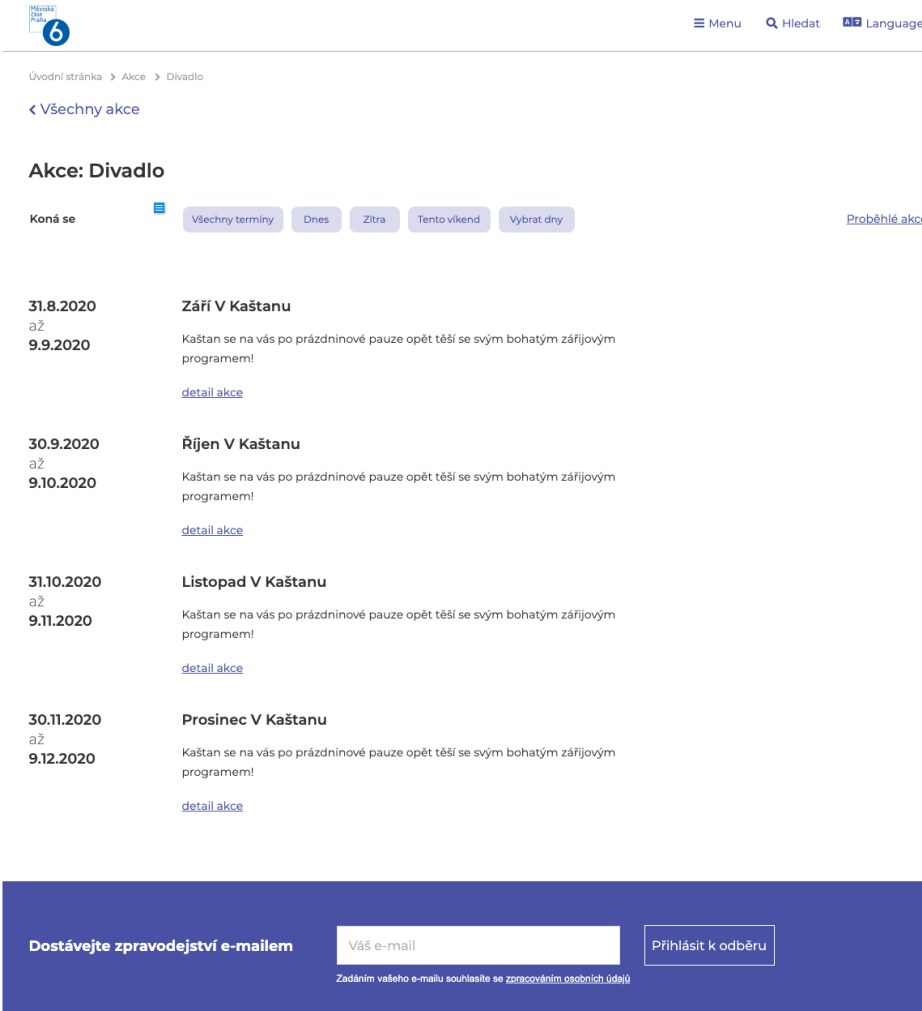 Městská
část
Praha
6
Menu
Hledat
Language
Úvodní stránka > Akce > Divadlo
Všechny akce
Akce: Divadlo
Koná se
Všechny termíny
Dnes
Zítra
Tento víkend
Vybrat dny
Proběhlé akce
31.8.2020
až
9.9.2020
Září V Kaštanu
Kaštan se na vás po prázdninové pauze opět těší se svým bohatým zářijovým
programem!
detail akce
30.9.2020
až
9.10.2020
Říjen V Kaštanu
Kaštan se na vás po prázdninové pauze opět těší se svým bohatým zářijovým
programem!
detail akce
31.10.2020
až
9.11.2020
Listopad V Kaštanu
Kaštan se na vás po prázdninové pauze opět těší se svým bohatým zářijovým
programem!
detail akce
30.11.2020
až
9.12.2020
Prosinec V Kaštanu
Kaštan se na vás po prázdninové pauze opět těší se svým bohatým zářijovým
programem!
detail akce
Dostávejte zpravodejství e-mailem
Váš e-mail
Přihlásit k odběru
Zadáním vašeho e-mailu souhlasíte se zpracováním osobních údajů